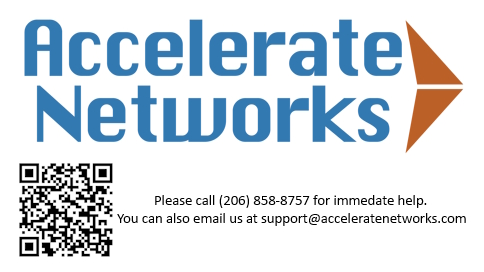 Accelerate
Networks
Please call (206) 858-8757 for immedate help.
You can also email us at support@acceleratenetworks.com